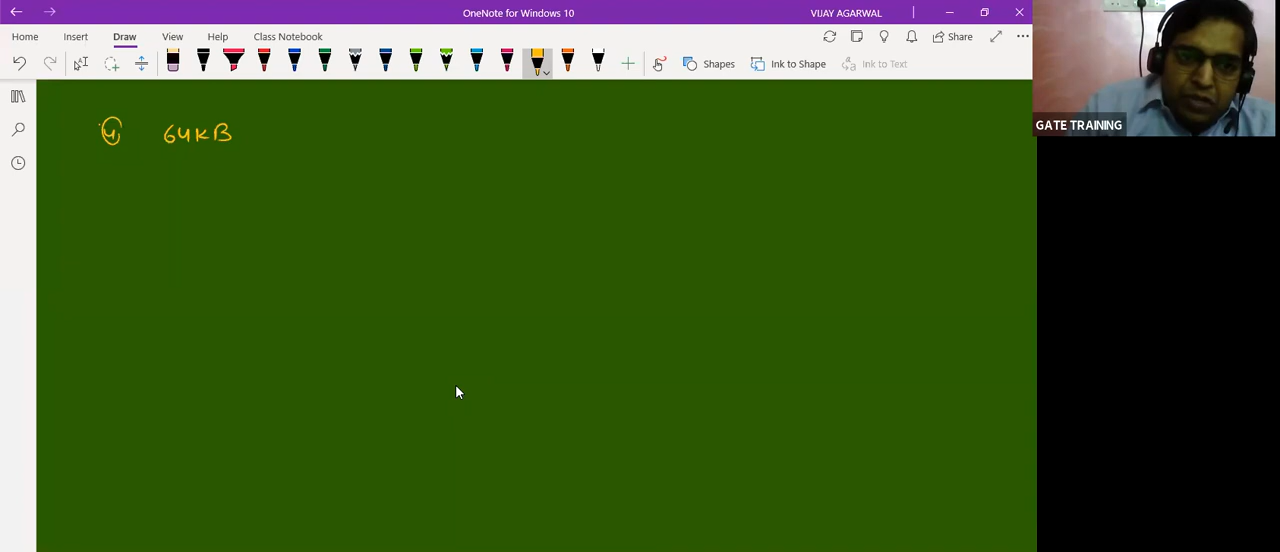 OneNote for Windows 10
VIJAY AGARWAL
Home Insert Draw View Help Class Notebook
Share
Shapes Ink to Shape Ink to Text
4 64KB
GATE TRAINING